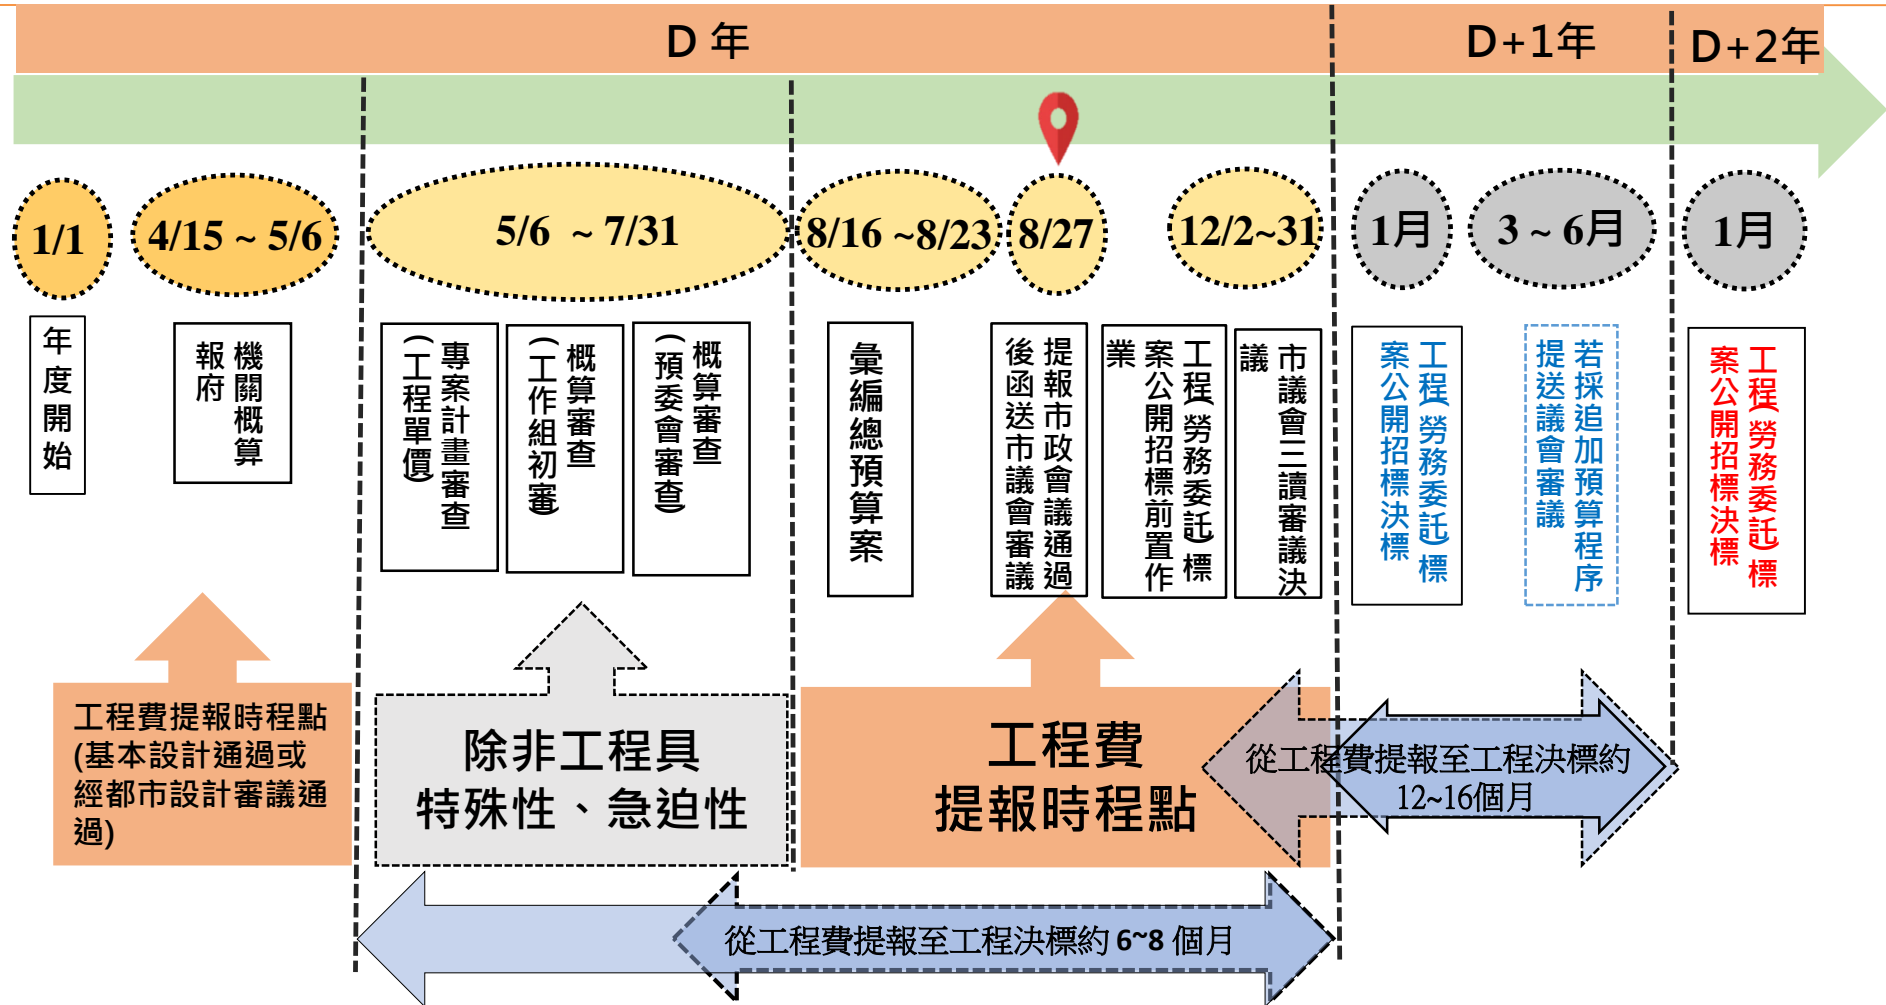 D 年
D+1年
D+2年
1/1
4/15 ~ 5/6
5/6 ~ 7/31
8/16 ~8/23
8/27
12/2~31
1月
3 ~ 6月
1月
年度開始
機關概算
報府
專案計畫審查
(工程單價)
概算審查
(工作組初審)
概算審查
(預委會審查)
彙編總預算案
提報市政會議通過
後函送市議會審議
工程(勞務委託)標
案公開招標前置作
業
市議會三讀審議決
議
工程(勞務委託)標
案公開招標決標
若採追加預算程序
提送議會審議
工程(勞務委託)標
案公開招標決標
工程費提報時程點
(基本設計通過或
經都市設計審議通
過)
除非工程具
特殊性、急迫性
工程費
提報時程點
從工程費提報至工程決標約
12~16個月
從工程費提報至工程決標約 6~8 個月